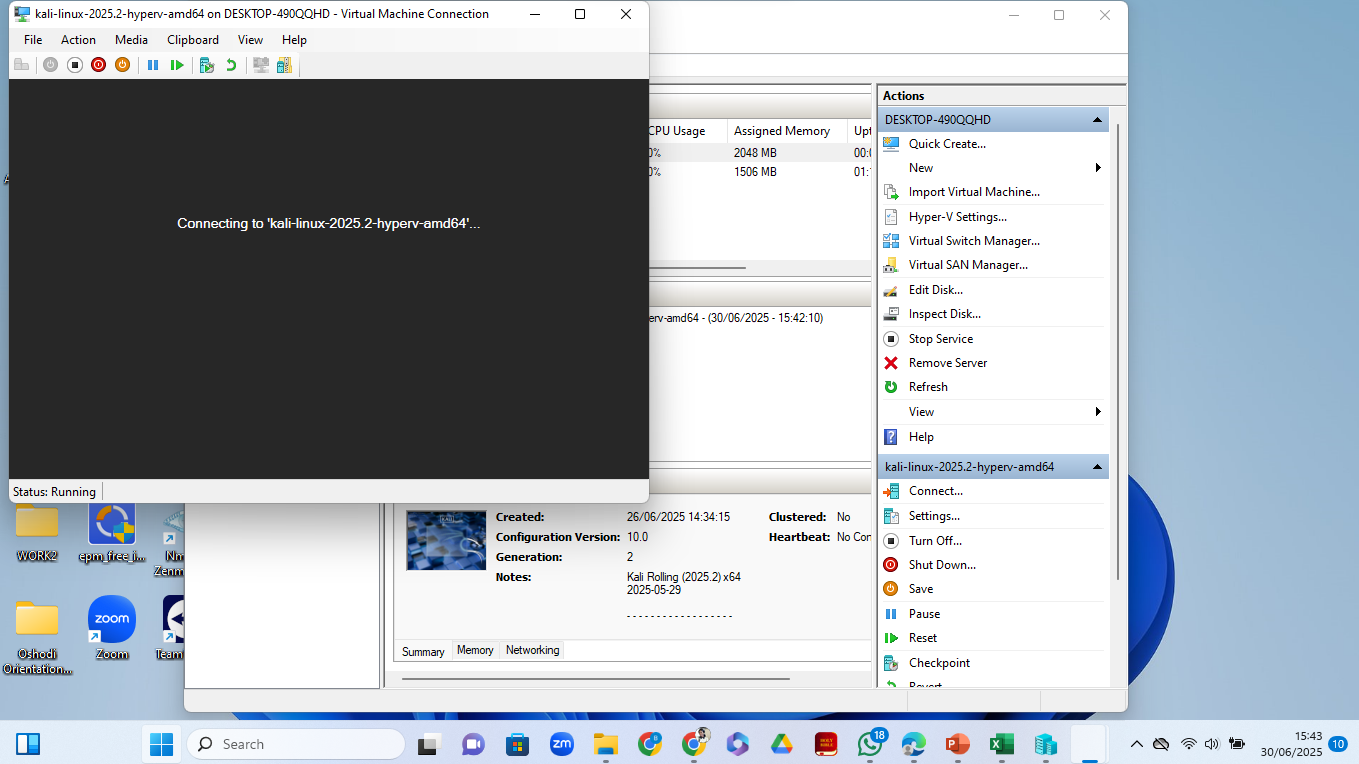 kali-linux-2025.2-hyperv-amd64 on DESKTOP-490QQHD - Virtual Machine Connection
File Action Media Clipboard View Help
Connecting to 'kali-linux-2025.2-hyperv-amd64'...
Status: Running
CPU Usage Assigned Memory
0% 2048 MB
0% 1506 MB
erv-amd64 - (30/06/2025 - 15:42:10)
Created: 26/06/2025 14:34:15 Clustered: No
Configuration Version: 10.0 Heartbeat: No Con
Generation: 2
Notes: Kali Rolling (2025.2) x64
2025-05-29
- - - - - - - - - - - - - - - - - -
Summary Memory Networking
Actions
DESKTOP-490QQHD
Quick Create...
New
Import Virtual Machine...
Hyper-V Settings...
Virtual Switch Manager...
Virtual SAN Manager...
Edit Disk...
Inspect Disk...
Stop Service
Remove Server
Refresh
View
Help
kali-linux-2025.2-hyperv-amd64
Connect...
Settings...
Turn Off...
Shut Down...
Save
Pause
Reset
Checkpoint
Revert
WORK2
epm_free_i...
Nm
Zenm
zoom
Oshodi
Orientation...
Zoom
Team
Search
zm
18
15:43
30/06/2025
10